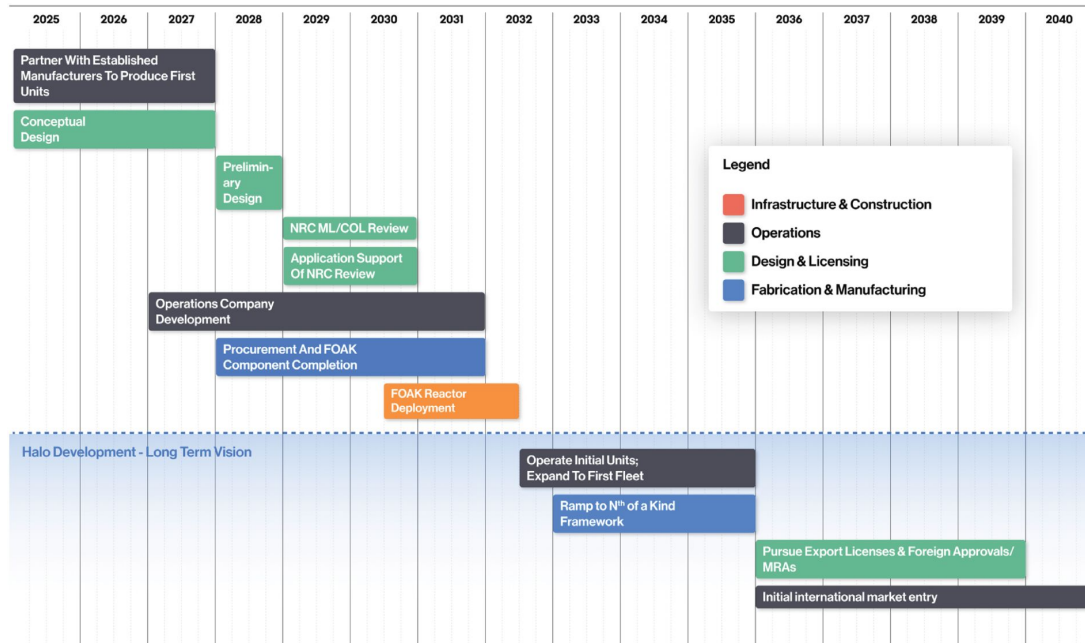 2025 2026 2027 2028 2029 2030 2031 2032 2033 2034 2035 2036 2037 2038 2039 2040
Partner With Established
Manufacturers To Produce First
Units
Conceptual
Design
Prelimin-
ary
Design
Legend
Infrastructure & Construction
Operations
Design & Licensing
Fabrication & Manufacturing
NRC ML/COL Review
Application Support
Of NRC Review
Operations Company
Development
Procurement And FOAK
Component Completion
FOAK Reactor
Deployment
Halo Development - Long Term Vision
Operate Initial Units;
Expand To First Fleet
Ramp to Nth of a Kind
Framework
Pursue Export Licenses & Foreign Approvals/
MRAs
Initial international market entry